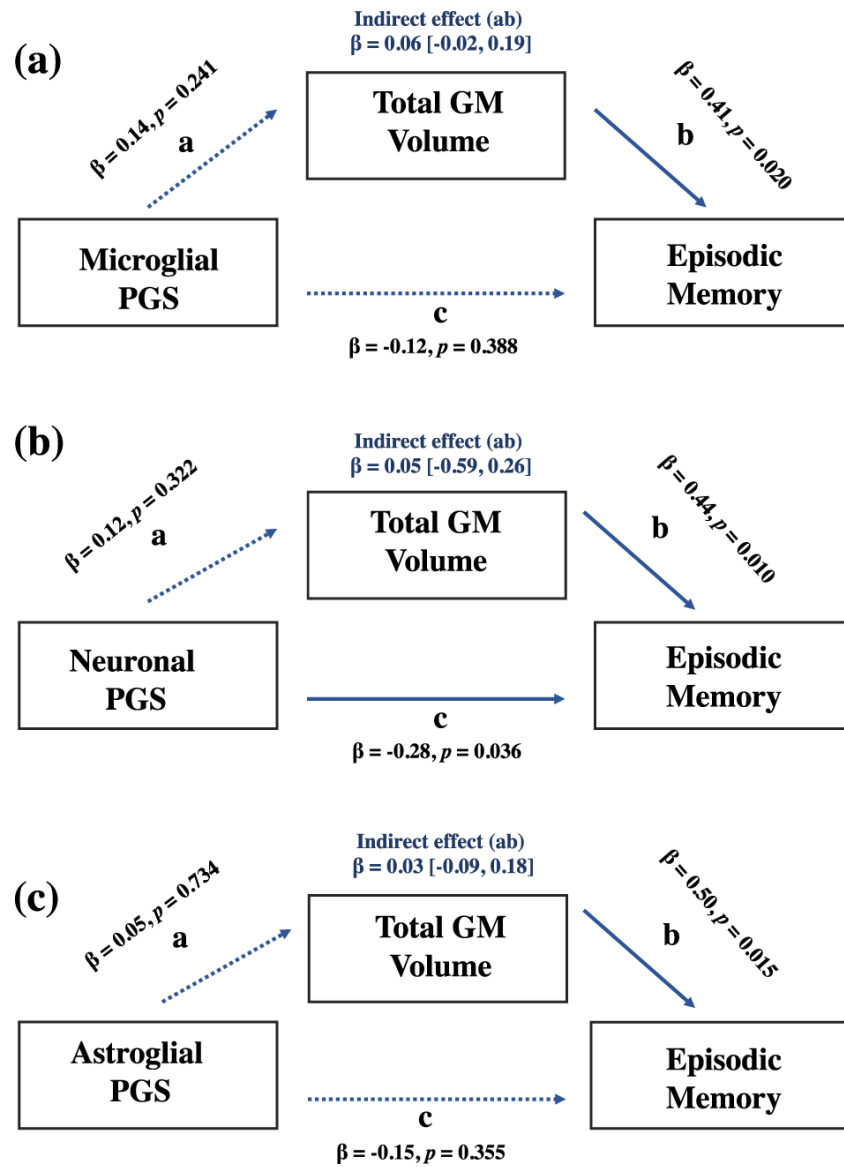 (a)
Indirect effect (ab)
β = 0.06 [-0.02, 0.19]
β = 0.14, p = 0.241
a
Total GM
Volume
β = 0.41, p = 0.020
b
Microglial
PGS
Episodic
Memory
c
β = -0.12, p = 0.388
(b)
Indirect effect (ab)
β = 0.05 [-0.59, 0.26]
β = 0.12, p = 0.322
a
Total GM
Volume
β = 0.44, p = 0.010
b
Neuronal
PGS
Episodic
Memory
c
β = -0.28, p = 0.036
(c)
Indirect effect (ab)
β = 0.03 [-0.09, 0.18]
β = 0.05, p = 0.734
a
Total GM
Volume
β = 0.50, p = 0.015
b
Astroglial
PGS
Episodic
Memory
c
β = -0.15, p = 0.355